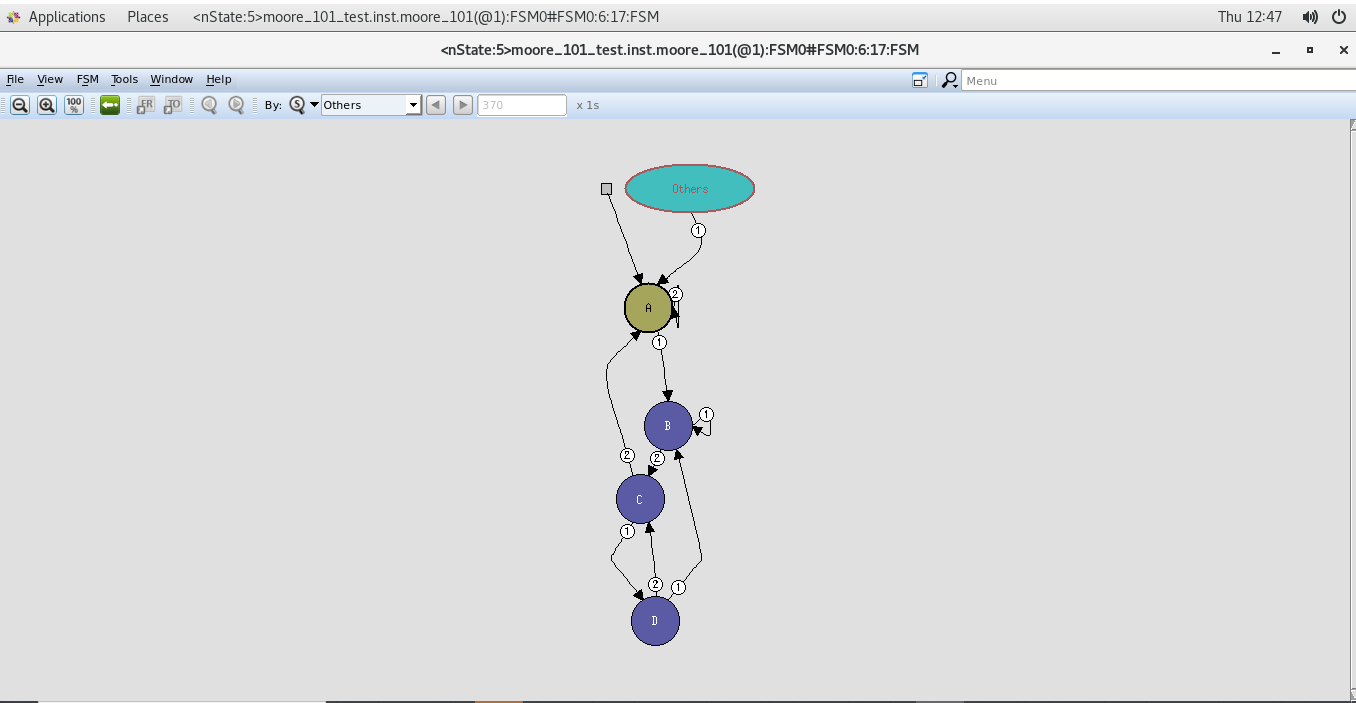 Applications Places <nState:5>moore_101_test.inst.moore_101(@1):FSM0#FSM0:6:17:FSM Thu 12:47
<nState:5>moore_101_test.inst.moore_101(@1):FSM0#FSM0:6:17:FSM
File View FSM Tools Window Help Menu
100 % FR TO By: S Others 370 x 1s
Others
1
2
A
1
1
B
2 2
C
1
2 1
D